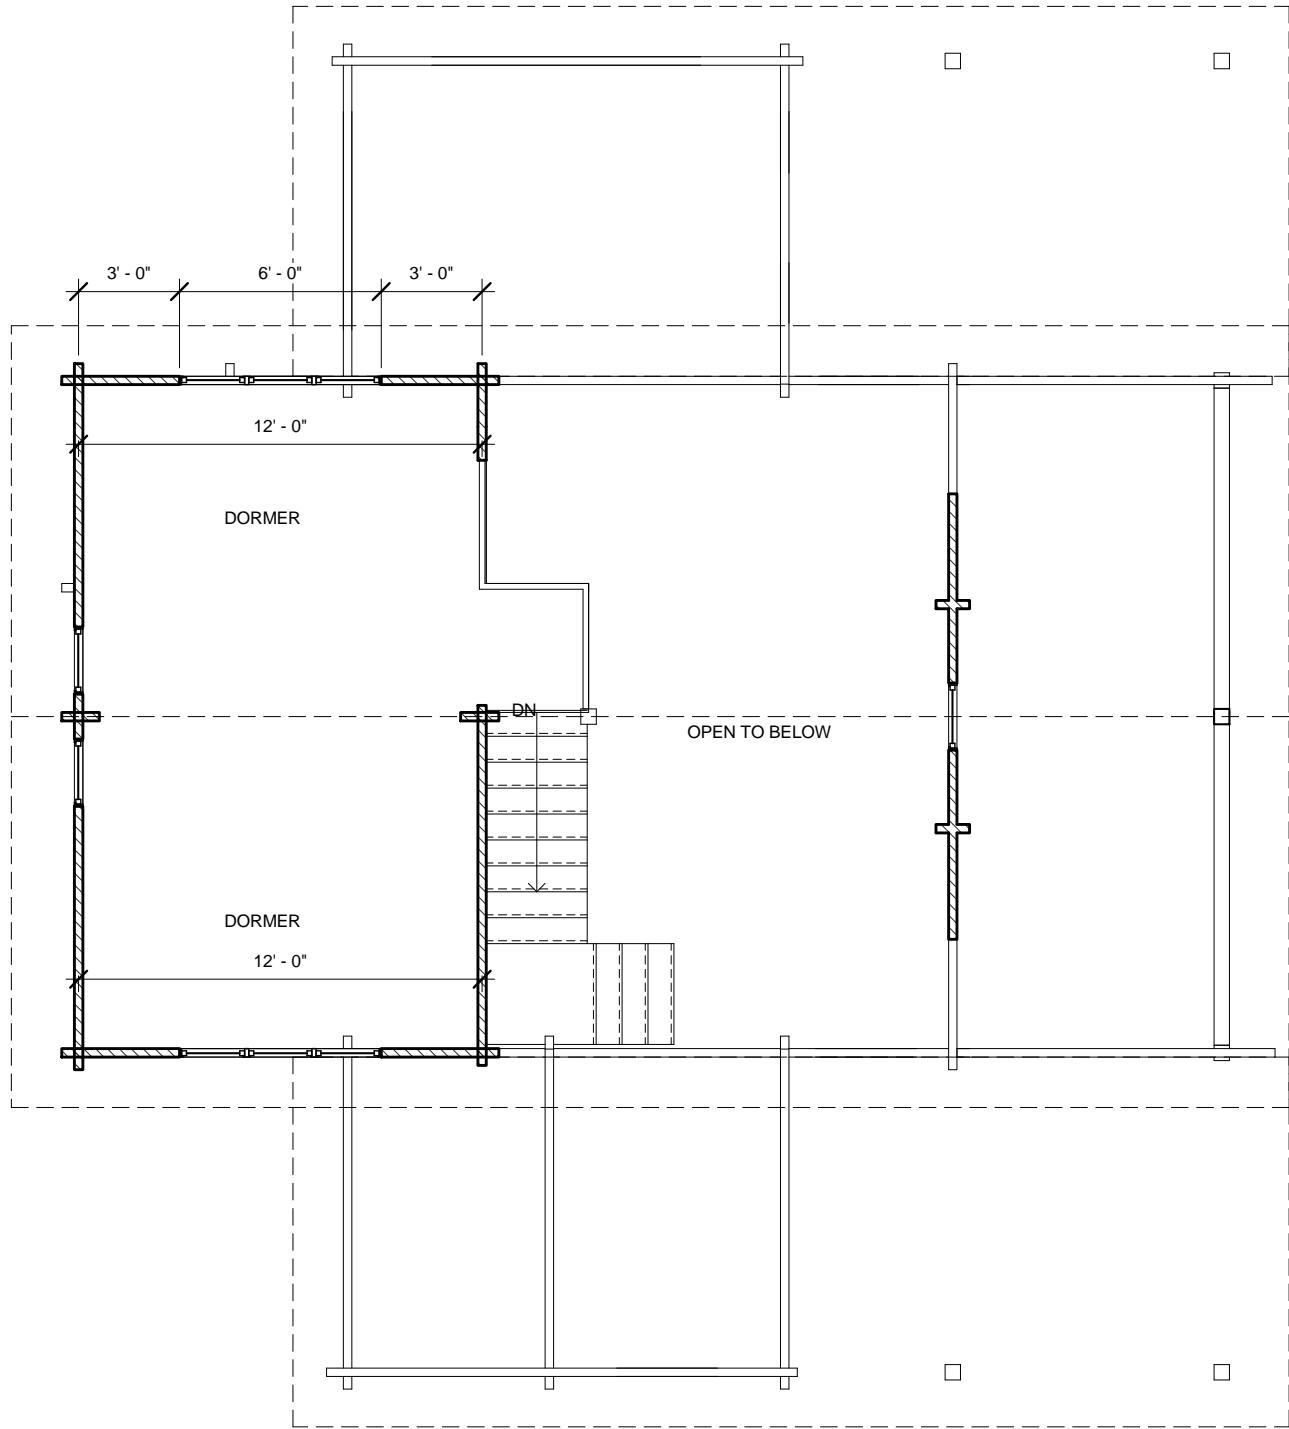 3' - 0"
6' - 0"
3' - 0"
12' - 0"
DORMER
DN
OPEN TO BELOW
DORMER
12' - 0"